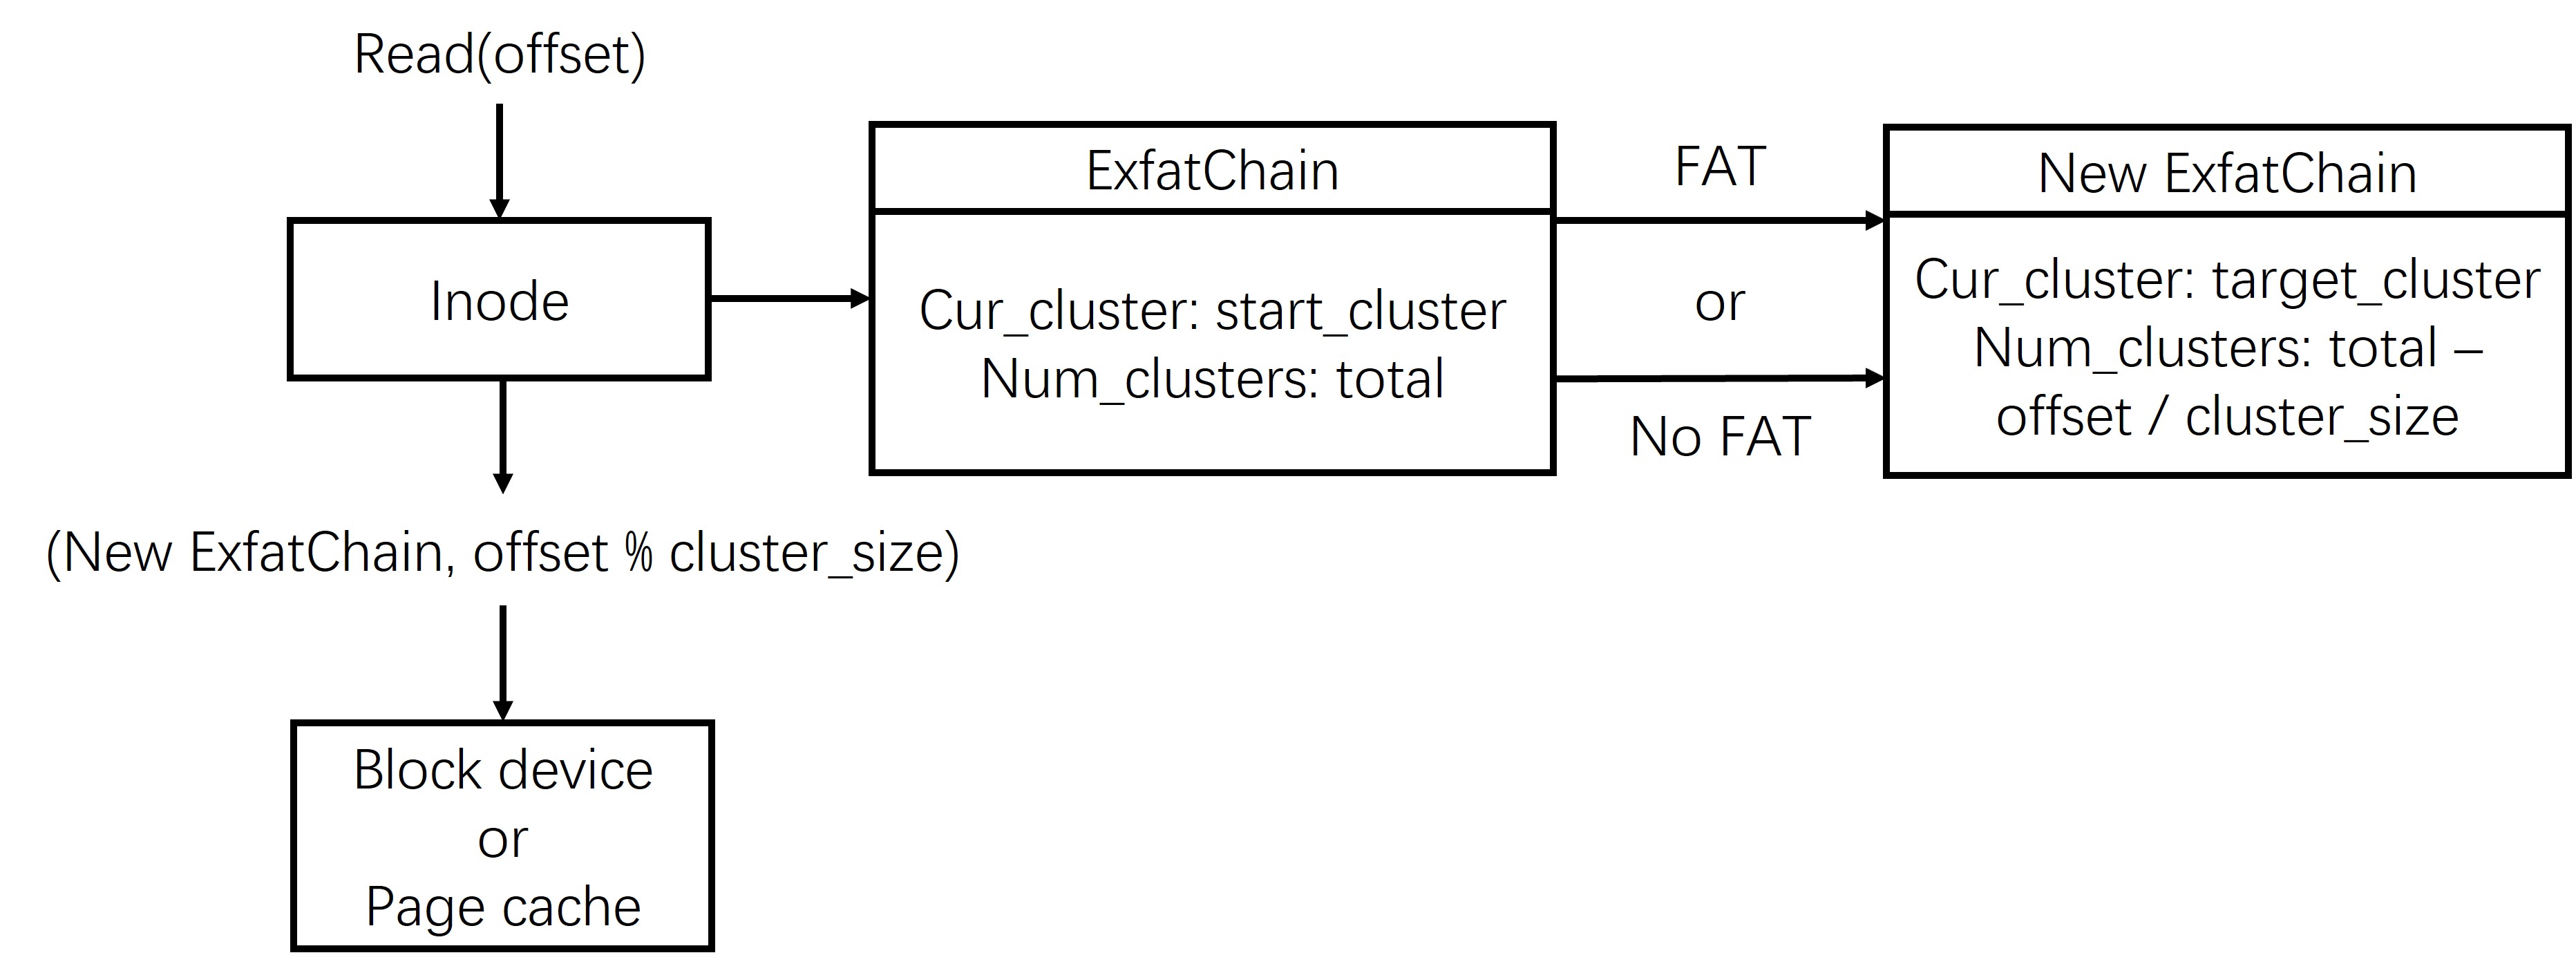 Read(offset)
Inode
ExfatChain
Cur_cluster: start_cluster
Num_clusters: total
FAT
or
No FAT
New ExfatChain
Cur_cluster: target_cluster
Num_clusters: total –
offset / cluster_size
(New ExfatChain, offset % cluster_size)
Block device
or
Page cache